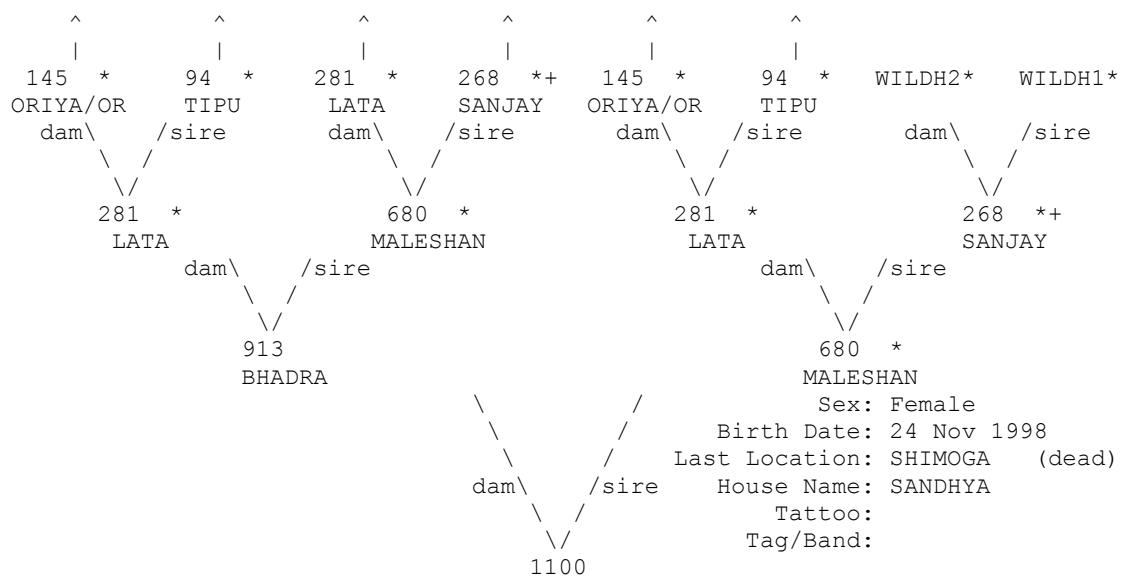 ^ ^ ^ ^ ^ ^
| | | | | |
145 * 94 * 281 * 268 *+ 145 * 94 * WILDH2* WILDH1*
ORIYA/OR TIPU LATA SANJAY ORIYA/OR TIPU
dam\ /sire dam\ /sire dam\ /sire dam\ /sire
\ / \ / \ / \ /
\/ \/ \/ \/
281 * 680 * 281 * 268 *+
LATA MALESHAN LATA SANJAY
dam\ /sire dam\ /sire
\ / \ /
\/ \/
913 680 *
BHADRA MALESHAN
\ / Sex: Female
\ / Birth Date: 24 Nov 1998
\ / Last Location: SHIMOGA (dead)
dam\ /sire House Name: SANDHYA
\ / Tattoo:
\/ Tag/Band:
1100